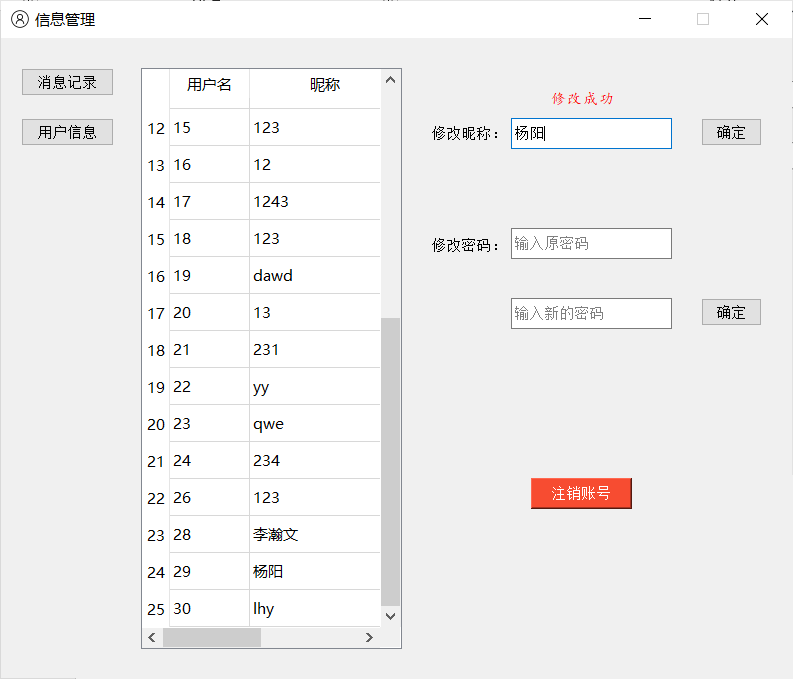 信息管理
消息记录
用户信息
用户名 昵称
12 15 123
13 16 12
14 17 1243
15 18 123
16 19 dawd
17 20 13
18 21 231
19 22 yy
20 23 qwe
21 24 234
22 26 123
23 28 李瀚文
24 29 杨阳
25 30 lhy
修改成功
修改昵称： 杨阳 确定
修改密码： 输入原密码
输入新的密码 确定
注销账号